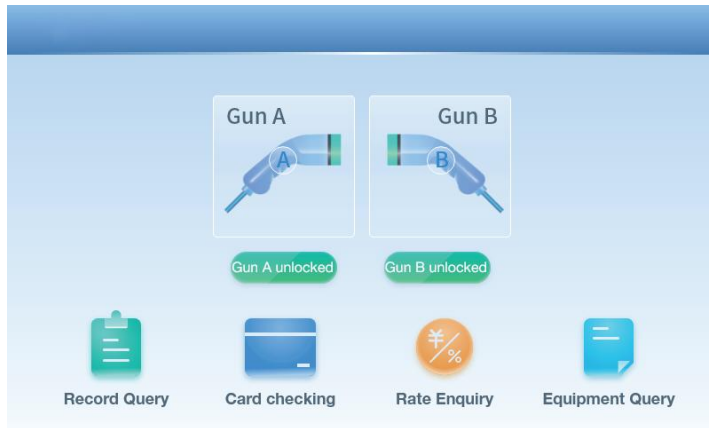 Gun A
Gun B
A
B
Gun A unlocked
Gun B unlocked
¥/%
Record Query
Card checking
Rate Enquiry
Equipment Query